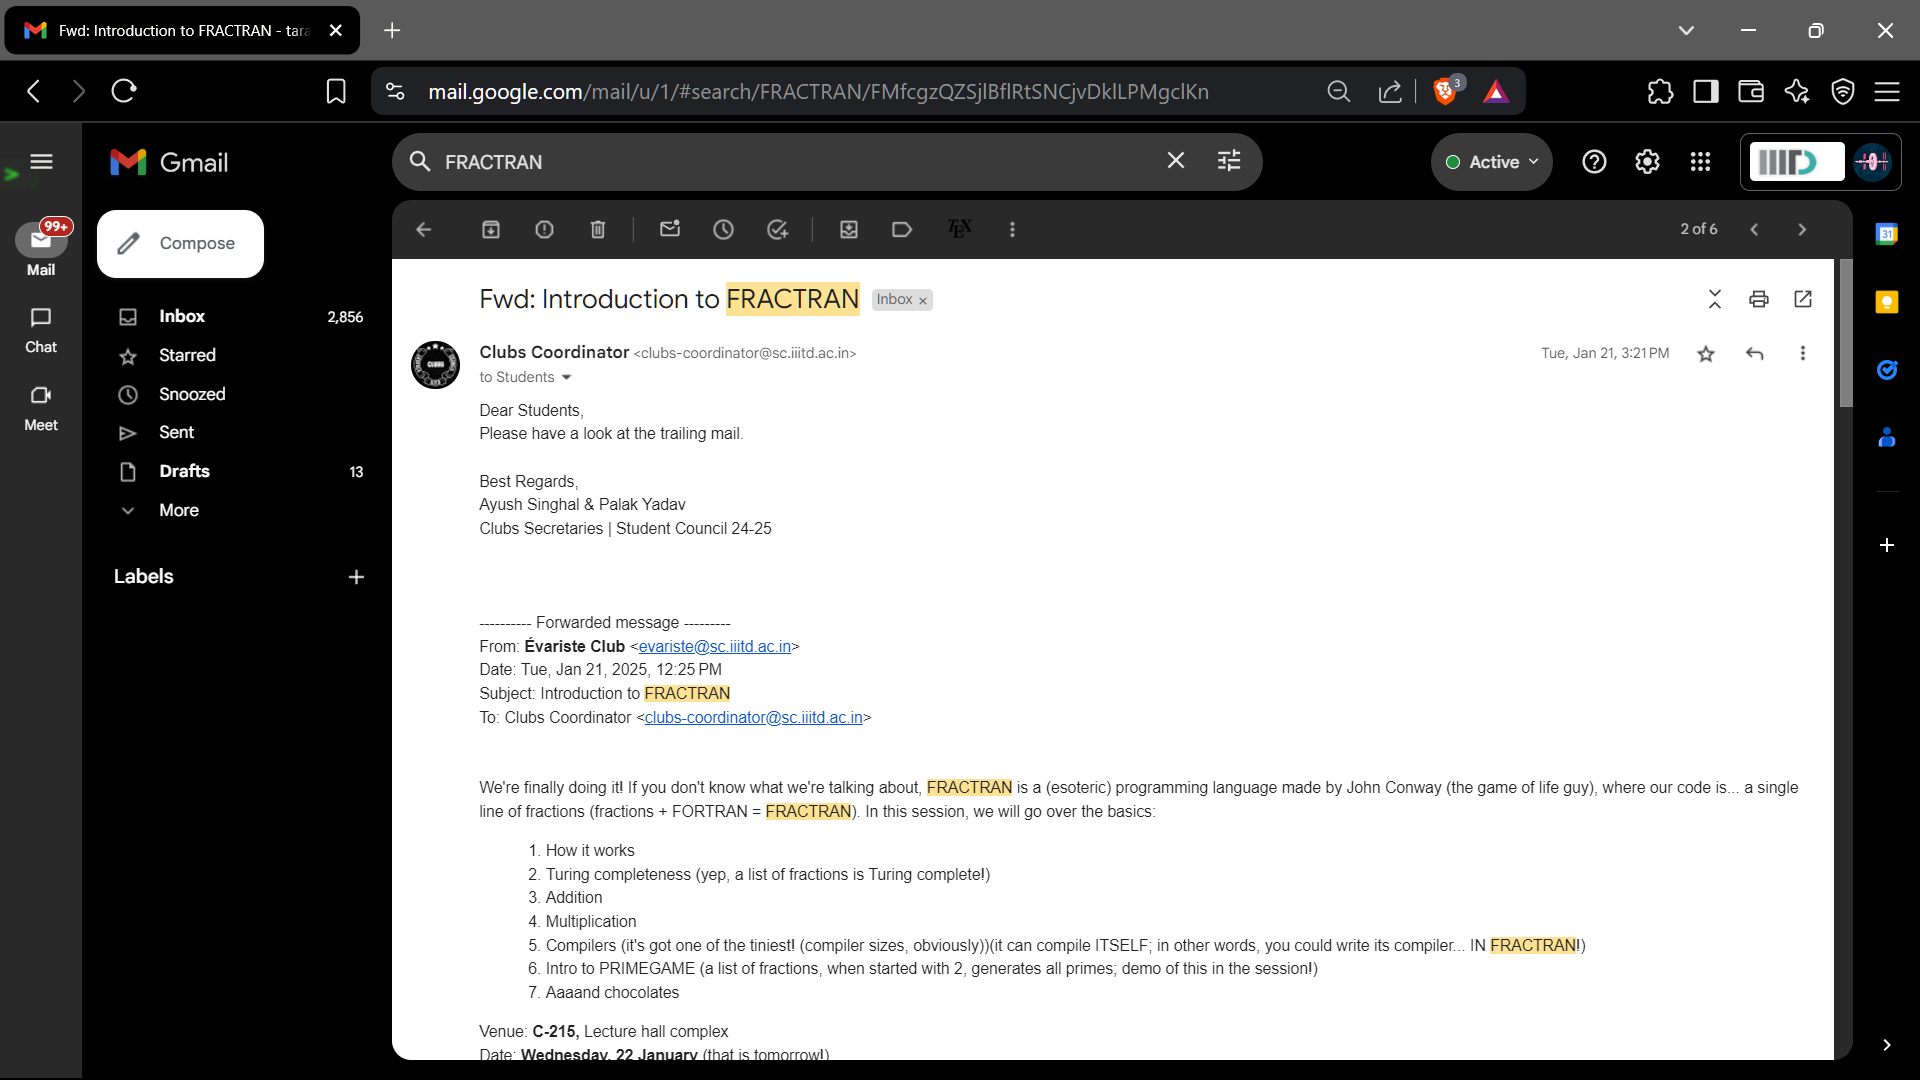 Fwd: Introduction to FRACTRAN - tara
mail.google.com/mail/u/1/#search/FRACTRAN/FMfcgzQZSjlBflRtSNCjvDklLPMgclKn
3
Gmail
FRACTRAN
Active
IIID
99+
Mail
Chat
Meet
Compose
Inbox 2,856
Starred
Snoozed
Sent
Drafts 13
More
Labels
TEX
2 of 6
31
Fwd: Introduction to FRACTRAN Inbox x
CLUBS
Clubs Coordinator <clubs-coordinator@sc.iiitd.ac.in> Tue, Jan 21, 3:21 PM
to Students
Dear Students,
Please have a look at the trailing mail.
Best Regards,
Ayush Singhal & Palak Yadav
Clubs Secretaries | Student Council 24-25
---------- Forwarded message ---------
From: Évariste Club <evariste@sc.iiitd.ac.in>
Date: Tue, Jan 21, 2025, 12:25 PM
Subject: Introduction to FRACTRAN
To: Clubs Coordinator <clubs-coordinator@sc.iiitd.ac.in>
We're finally doing it! If you don't know what we're talking about, FRACTRAN is a (esoteric) programming language made by John Conway (the game of life guy), where our code is... a single
line of fractions (fractions + FORTRAN = FRACTRAN). In this session, we will go over the basics:
1. How it works
2. Turing completeness (yep, a list of fractions is Turing complete!)
3. Addition
4. Multiplication
5. Compilers (it's got one of the tiniest! (compiler sizes, obviously))(it can compile ITSELF; in other words, you could write its compiler... IN FRACTRAN!)
6. Intro to PRIMEGAME (a list of fractions, when started with 2, generates all primes; demo of this in the session!)
7. Aaaand chocolates
Venue: C-215, Lecture hall complex
Date: Wednesday, 22 January (that is tomorrow!)